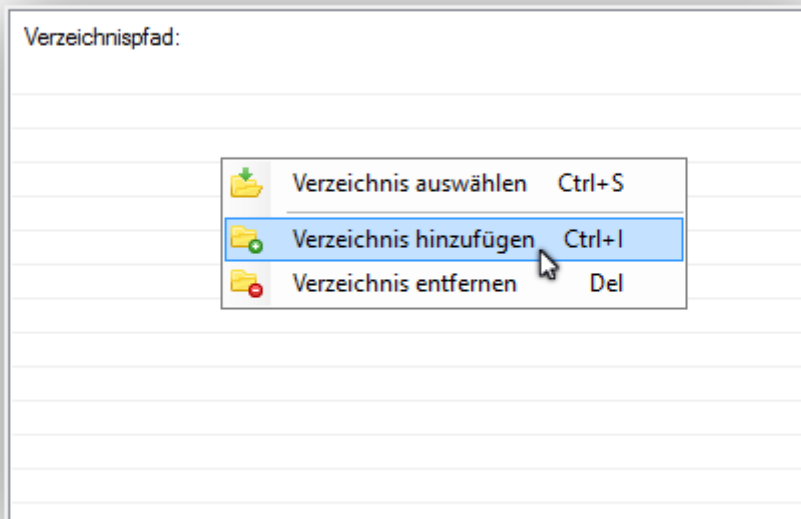 Verzeichnispfad:
Verzeichnis auswählen Ctrl+S
Verzeichnis hinzufügen Ctrl+I
Verzeichnis entfernen Del